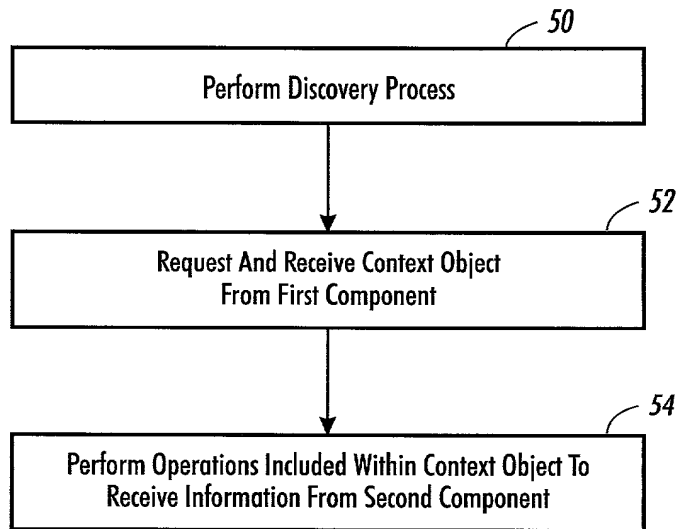 50
Perform Discovery Process
52
Request And Receive Context Object
From First Component
54
Perform Operations Included Within Context Object To
Receive Information From Second Component